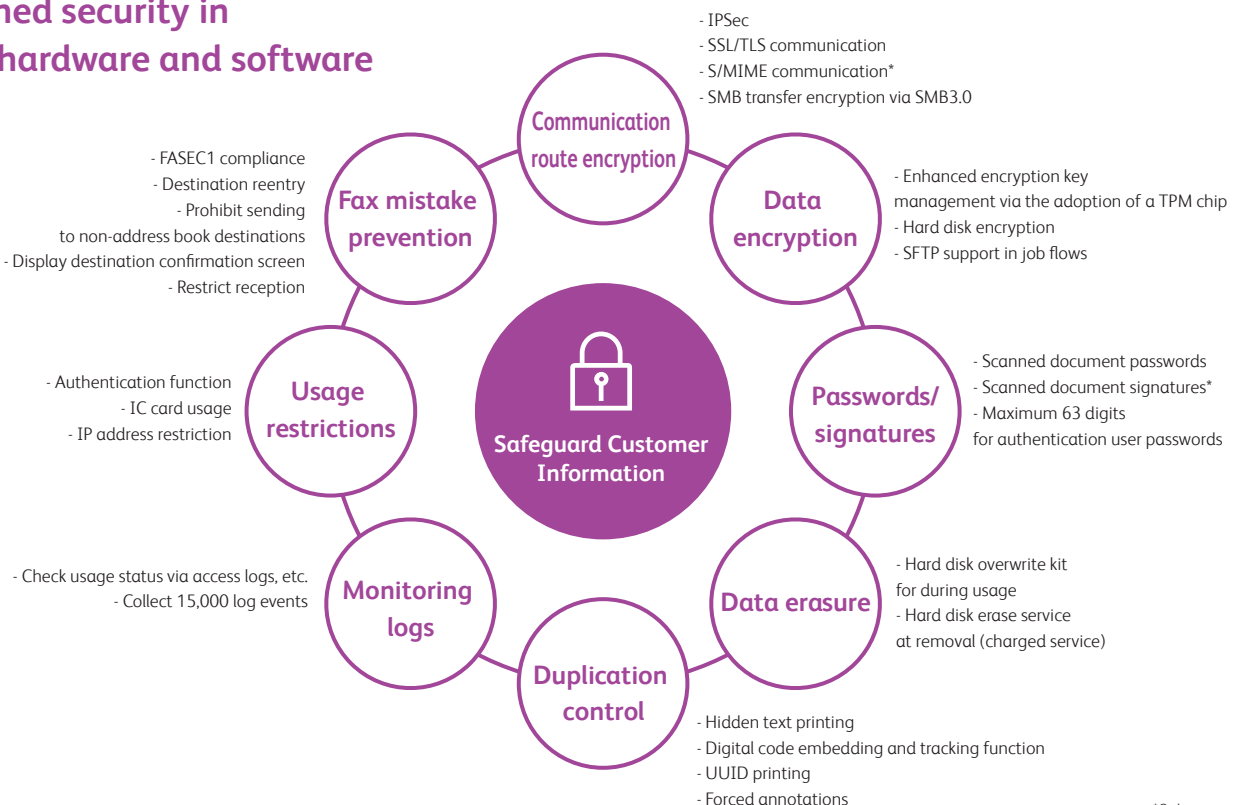 ned security in
hardware and software
- IPSec
- SSL/TLS communication
- S/MIME communication*
- SMB transfer encryption via SMB3.0
Communication
route encryption
- FASEC1 compliance
- Destination reentry
- Prohibit sending
to non-address book destinations
- Display destination confirmation screen
- Restrict reception
Fax mistake
prevention
Data
encryption
- Enhanced encryption key
management via the adoption of a TPM chip
- Hard disk encryption
- SFTP support in job flows
- Authentication function
- IC card usage
- IP address restriction
Usage
restrictions
Safeguard Customer
Information
Passwords/
signatures
- Scanned document passwords
- Scanned document signatures*
- Maximum 63 digits
for authentication user passwords
- Check usage status via access logs, etc.
- Collect 15,000 log events
Monitoring
logs
Data erasure
- Hard disk overwrite kit
for during usage
- Hard disk erase service
at removal (charged service)
Duplication
control
- Hidden text printing
- Digital code embedding and tracking function
- UUID printing
- Forced annotations